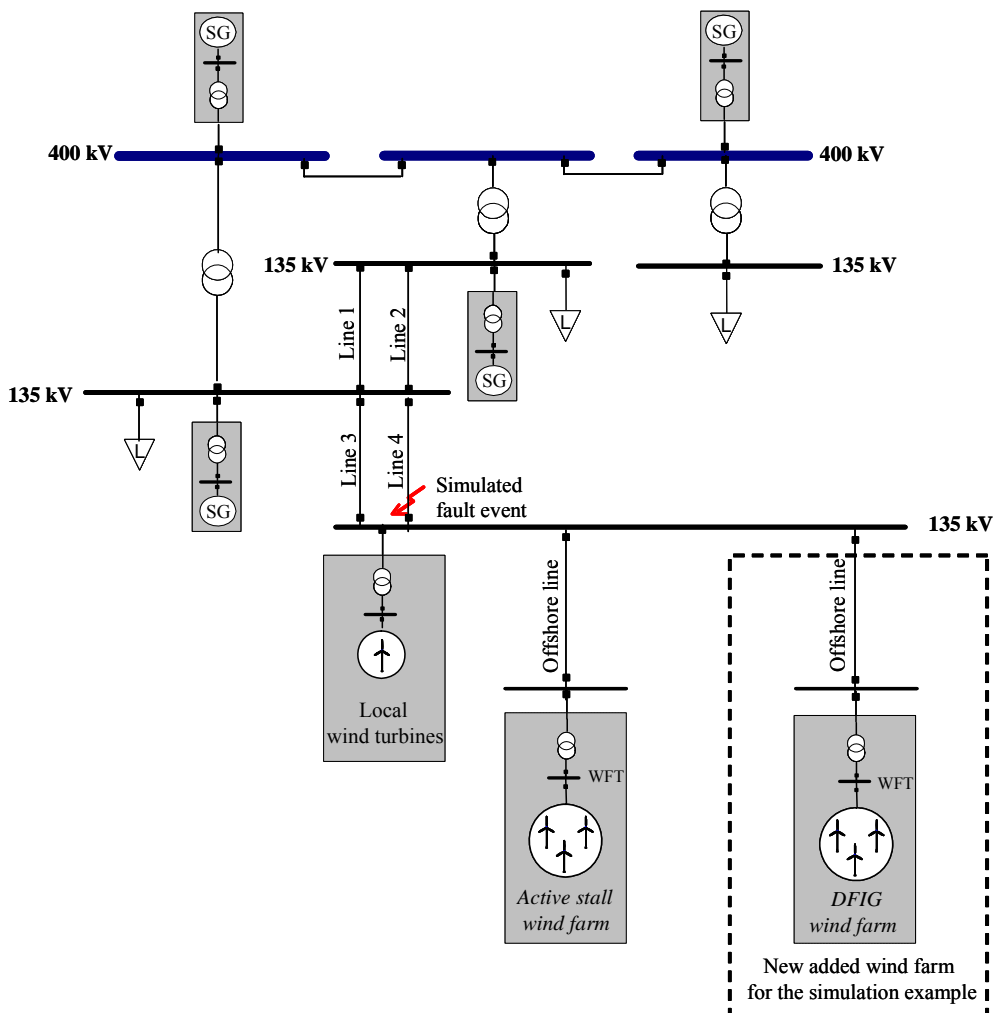 SG
SG
400 kV
400 kV
135 kV
135 kV
Line 1
Line 2
L
L
SG
135 kV
L
Line 3
Line 4
SG
Simulated
fault event
135 kV
Offshore line
Offshore line
Local
wind turbines
WFT
WFT
Active stall
wind farm
DFIG
wind farm
New added wind farm
for the simulation example